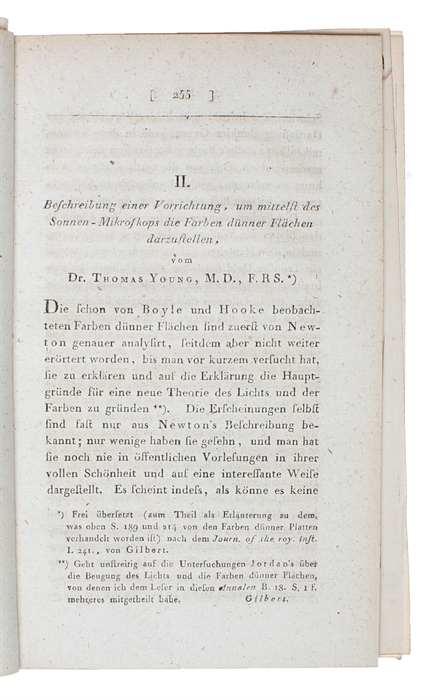 [ 255 ]
II.
Beſchreibung einer Vorrichtung, um mittelſt des
Sonnen-Mikroſkops die Farben dünner Flächen
darzuſtellen,
vom
Dr. THOMAS YOUNG, M. D., F. R S. *)
Die ſchon von Boyle und Hooke beobach-
teten Farben dünner Flächen ſind zuerſt von New-
ton genauer analyſirt, ſeitdem aber nicht weiter
erörtert worden, bis man vor kurzem verſucht hat,
ſie zu erklären und auf die Erklärung die Haupt-
gründe für eine neue Theorie des Lichts und der
Farben zu gründen **). Die Erſcheinungen ſelbſt
ſind faſt nur aus Newton's Beſchreibung be-
kannt; nur wenige haben ſie geſehn, und man hat
ſie noch nie in öffentlichen Vorleſungen in ihrer
vollen Schönheit und auf eine intereſſante Weiſe
dargeſtellt. Es ſcheint indeſs, als könne es keine
*) Frei überſetzt (zum Theil als Erläuterung zu dem,
was oben S. 189 und 214 von den Farben dünner Platten
verhandelt worden iſt) nach dem Journ. of the roy. Inſt.
I. 241., von Gilbert.
**) Geht unſtreitig auf die Unterſuchungen Jordan's über
die Beugung des Lichts und die Farben dünner Flächen,
von denen ich dem Leſer in dieſen Annalen B. 18. S. 1 f.
mehreres mitgetheilt habe. Gilbert.